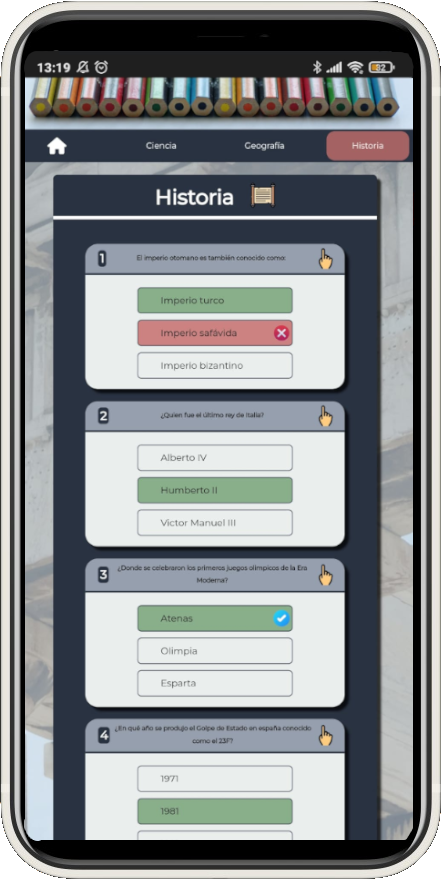 13:19
82
Ciencia
Geografía
Historia
Historia
1
El imperio otomano es también conocido como:
Imperio turco
Imperio safávida
Imperio bizantino
2
¿Quien fue el último rey de Italia?
Alberto IV
Humberto II
Victor Manuel III
3
¿Donde se celebraron los primeros juegos olímpicos de la Era
Moderna?
Atenas
Olimpia
Esparta
4
¿En qué año se produjo el Golpe de Estado en españa conocido
como el 23F?
1971
1981